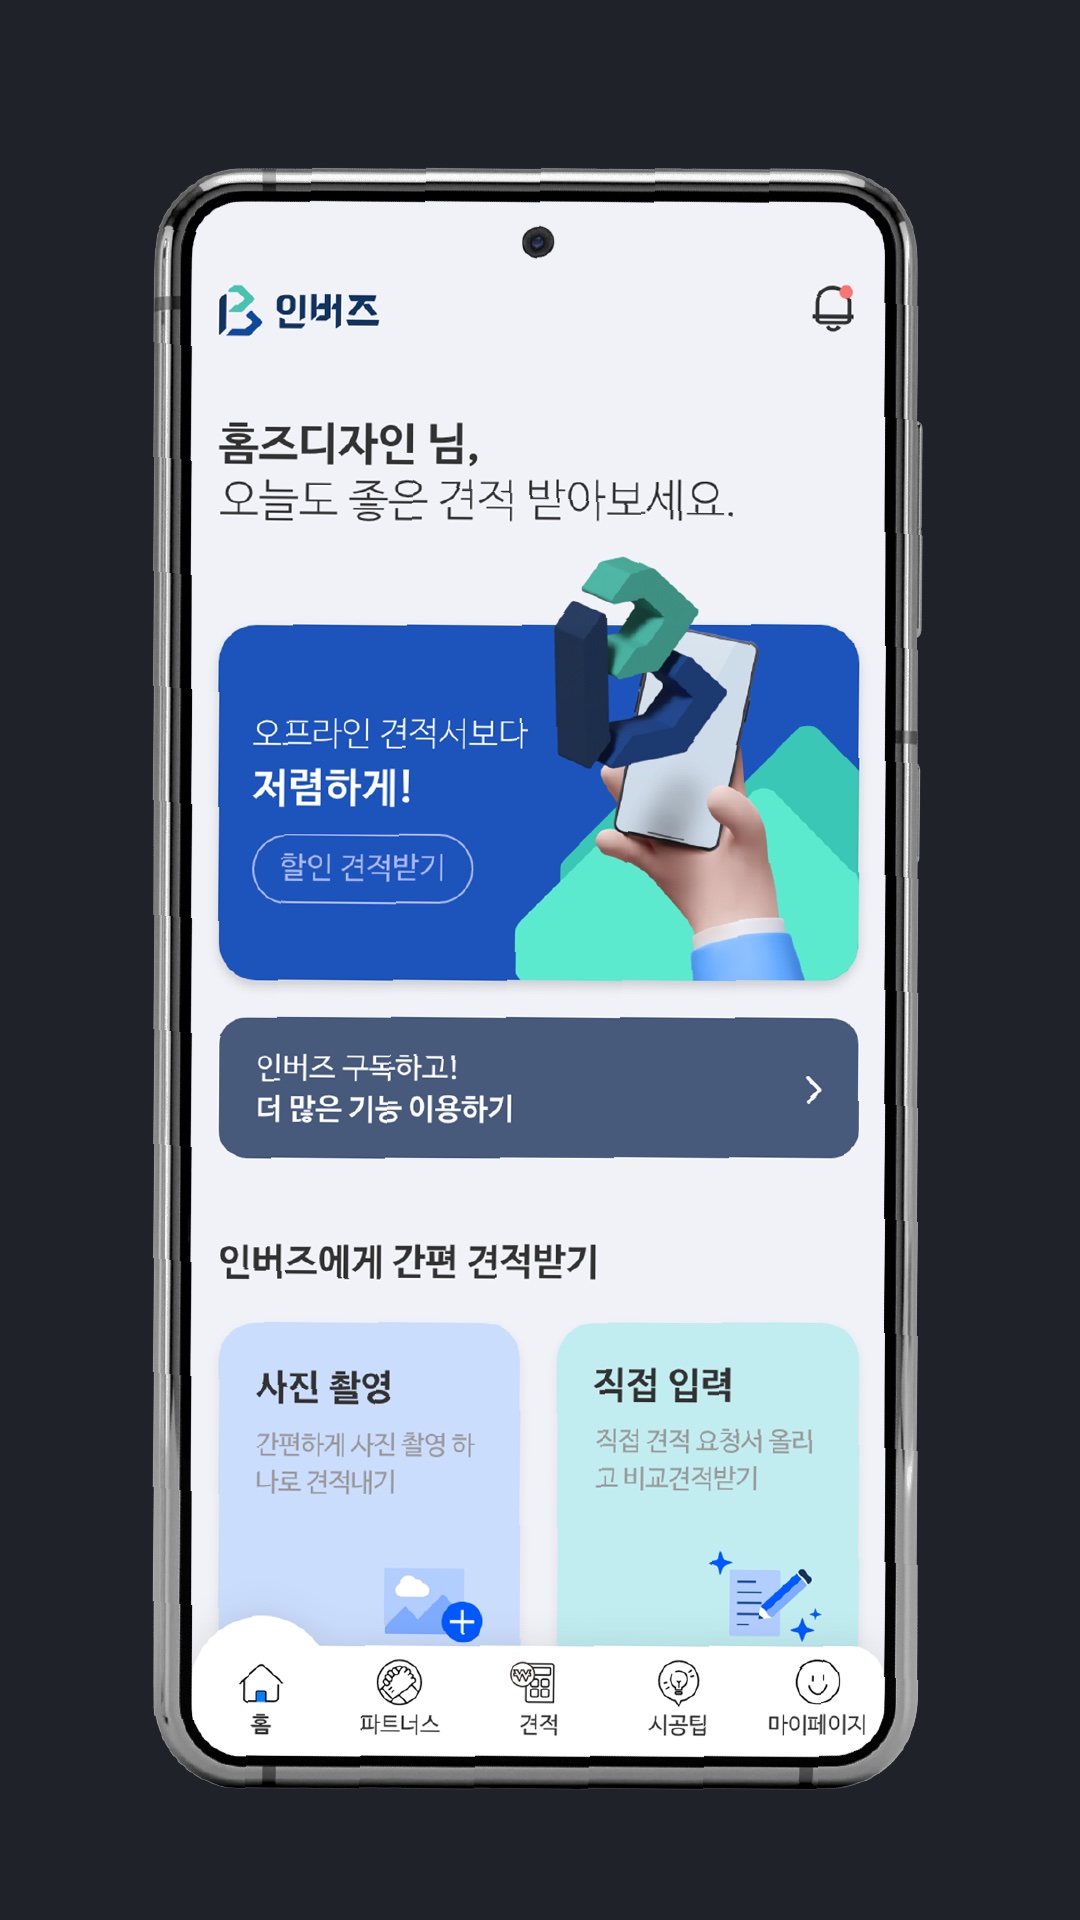 인버즈
홈즈디자인 님,
오늘도 좋은 견적 받아보세요.
오프라인 견적서보다
저렴하게!
할인 견적받기
인버즈 구독하고!
더 많은 기능 이용하기
인버즈에게 간편 견적받기
사진 촬영
간편하게 사진 촬영 하
나로 견적내기
직접 입력
직접 견적 요청서 올리
고 비교견적받기
홈
파트너스
견적
시공팁
마이페이지